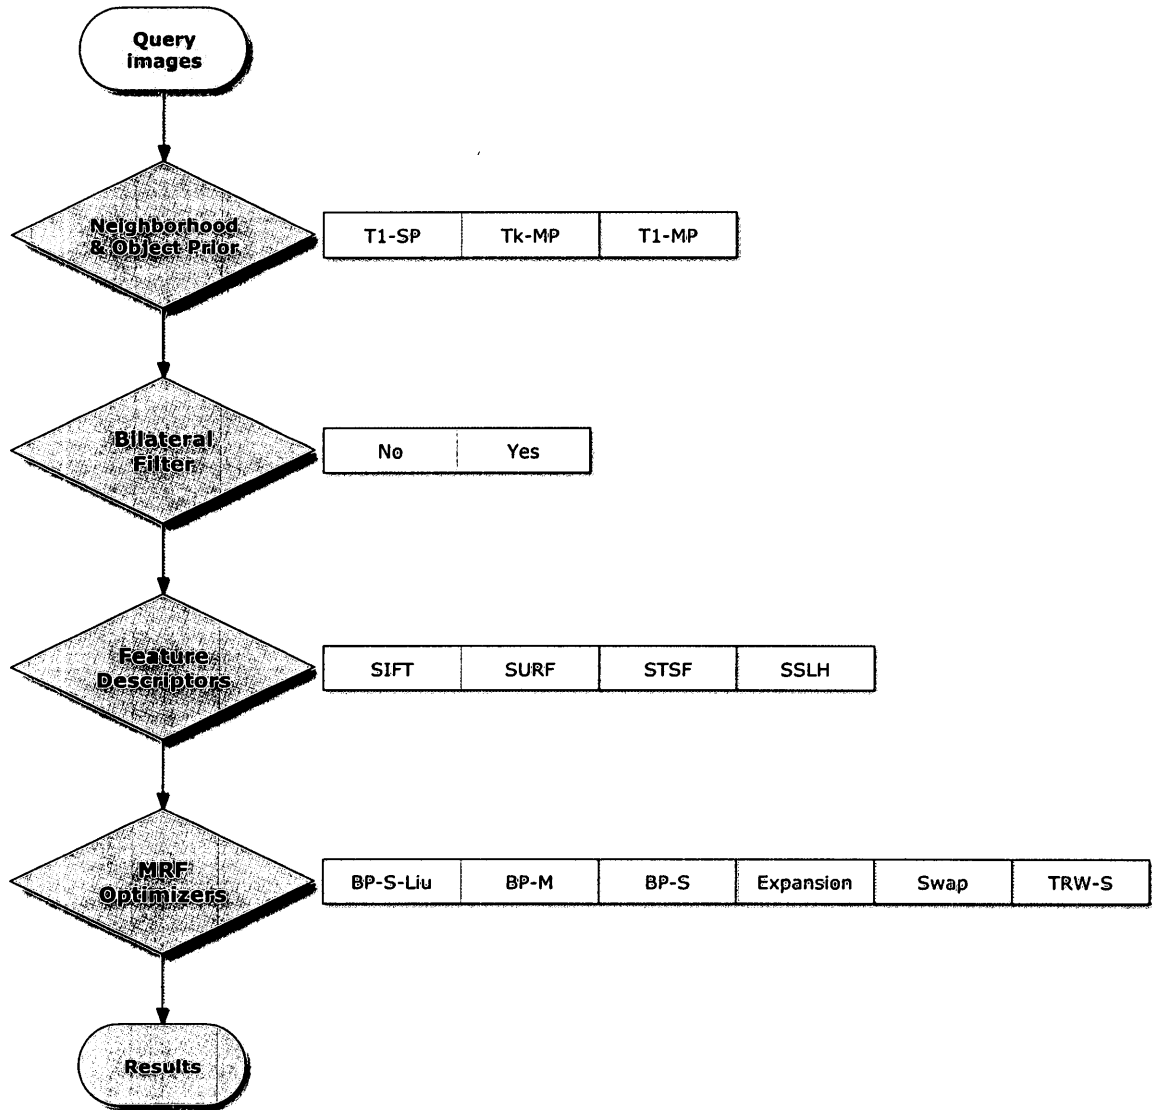 Query
images
Neighborhood
& Object Prior
T1-SP Tk-MP T1-MP
Bilateral
Filter
No Yes
Feature
Descriptors
SIFT SURF STSF SSLH
MRF
Optimizers
BP-S-Liu BP-M BP-S Expansion Swap TRW-S
Results